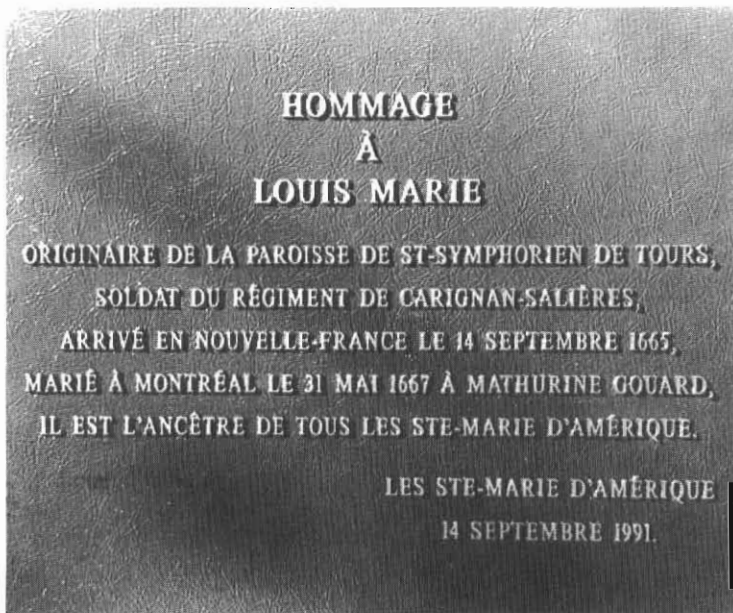 HOMMAGE
À
LOUIS MARIE
ORIGINAIRE DE LA PAROISSE DE ST-SYMPHORIEN DE TOURS,
SOLDAT DU RÉGIMENT DE CARIGNAN-SALIÈRES,
ARRIVÉ EN NOUVELLE-FRANCE LE 14 SEPTEMBRE 1665,
MARIÉ À MONTRÉAL LE 31 MAI 1667 À MATHURINE GOUARD,
IL EST L'ANCÊTRE DE TOUS LES STE-MARIE D'AMÉRIQUE.
LES STE-MARIE D'AMÉRIQUE
14 SEPTEMBRE 1991.